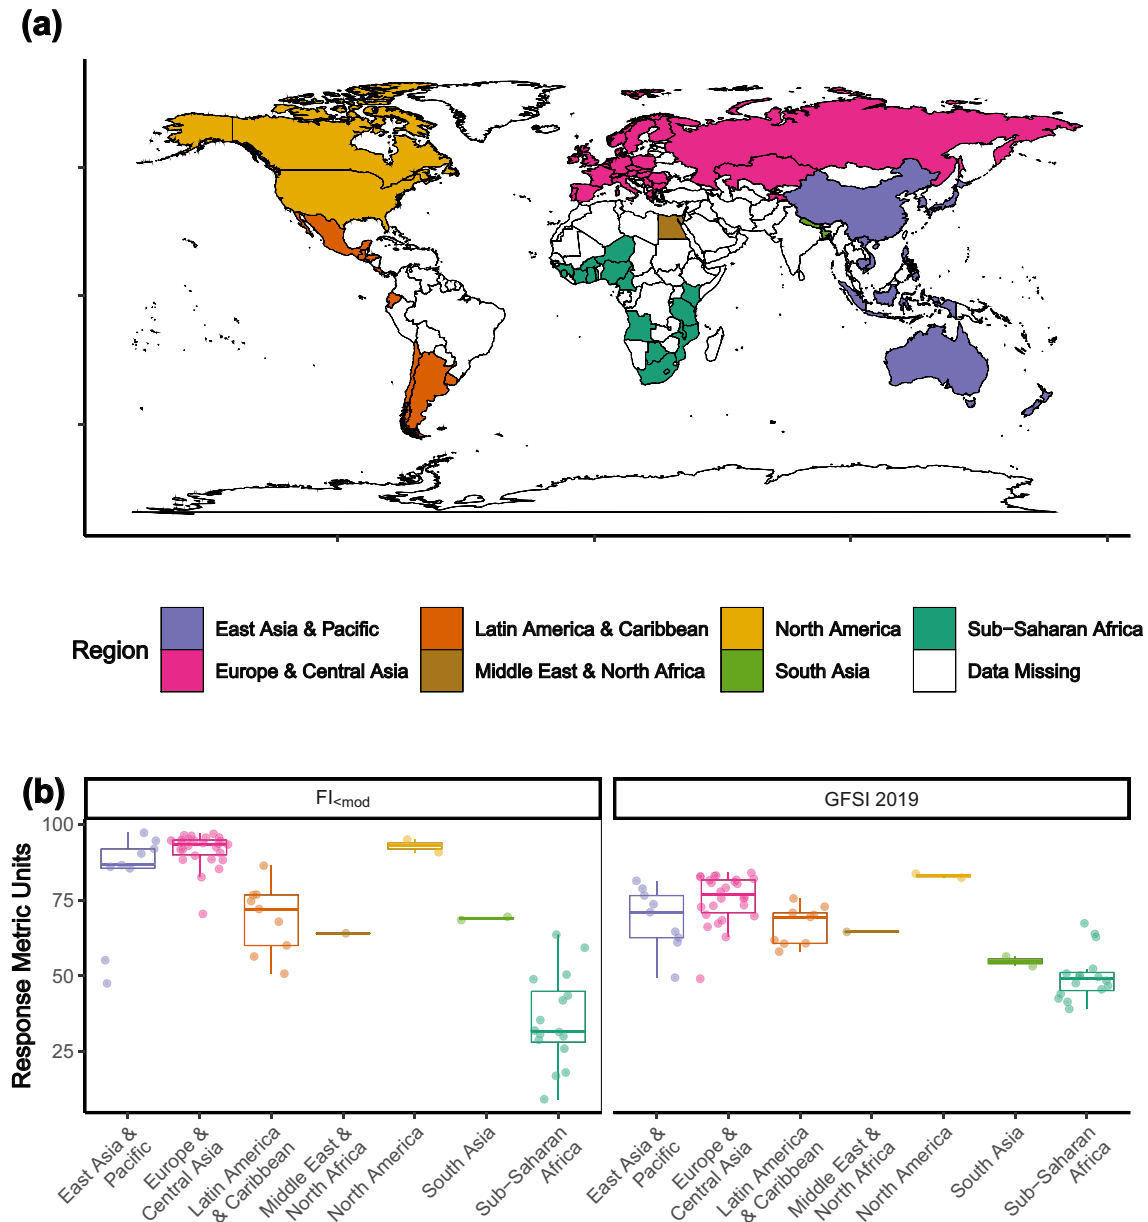 (a)
Region
East Asia & Pacific
Latin America & Caribbean
North America
Sub−Saharan Africa
Europe & Central Asia
Middle East & North Africa
South Asia
Data Missing
(b)
FI<mod
GFSI 2019
Response Metric Units
100
75
50
25
East Asia &
Pacific
Europe &
Central Asia
Latin America
& Caribbean
Middle East &
North Africa
North America
South Asia
Sub−Saharan
Africa
East Asia &
Pacific
Europe &
Central Asia
Latin America
& Caribbean
Middle East &
North Africa
North America
South Asia
Sub−Saharan
Africa